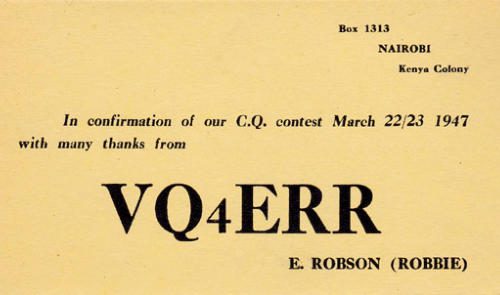 Box 1313
NAIROBI
Kenya Colony
In confirmation of our C.Q. contest March 22/23 1947
with many thanks from
VQ4ERR
E. ROBSON (ROBBIE)